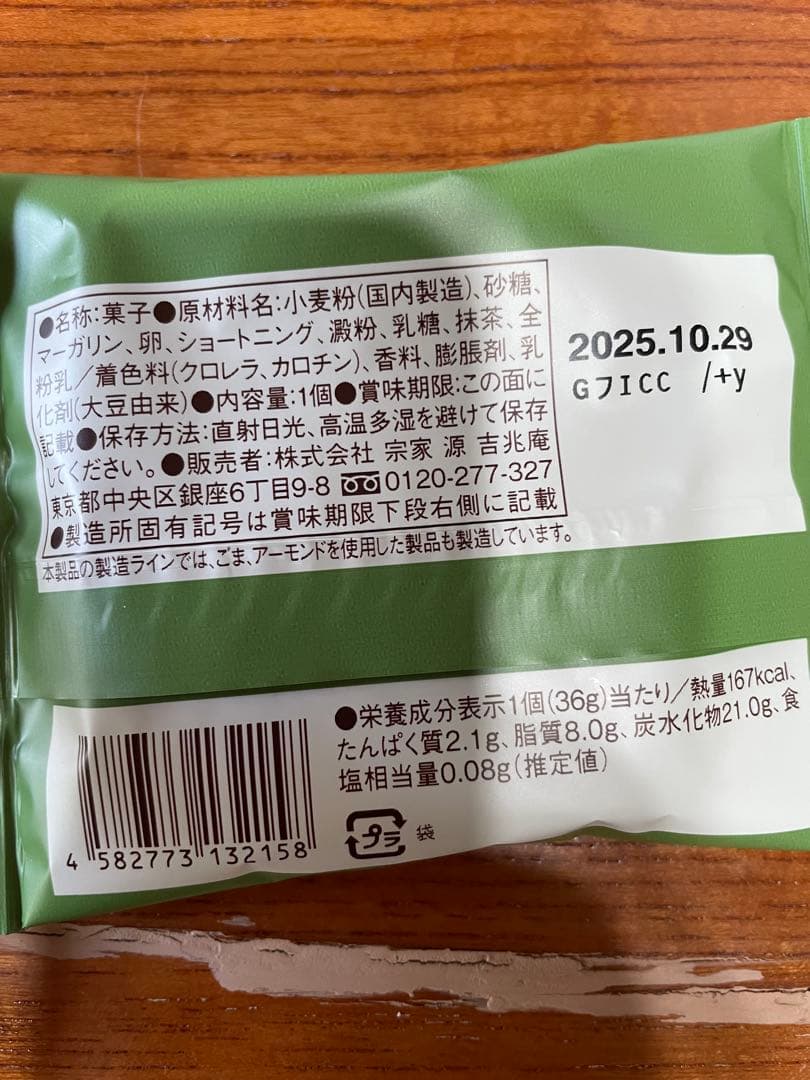 ●名称:菓子●原材料名:小麦粉(国内製造)、砂糖、
マーガリン、卵、ショートニング、澱粉、乳糖、抹茶、全
粉乳/着色料(クロレラ、カロチン)、香料、膨脹剤、乳
化剤(大豆由来)●内容量:1個●賞味期限:この面に
記載●保存方法:直射日光、高温多湿を避けて保存
してください。●販売者:株式会社 宗家 源 吉兆庵
東京都中央区銀座6丁目9-8 0120-277-327
●製造所固有記号は賞味期限下段右側に記載
本製品の製造ラインでは、ごま、アーモンドを使用した製品も製造しています。
2025.10.29
GフICC /+y
●栄養成分表示1個(36g)当たり/熱量167kcal、
たんぱく質2.1g、脂質8.0g、炭水化物21.0g、食
塩相当量0.08g(推定値)
プラ 袋
4 582773 132158